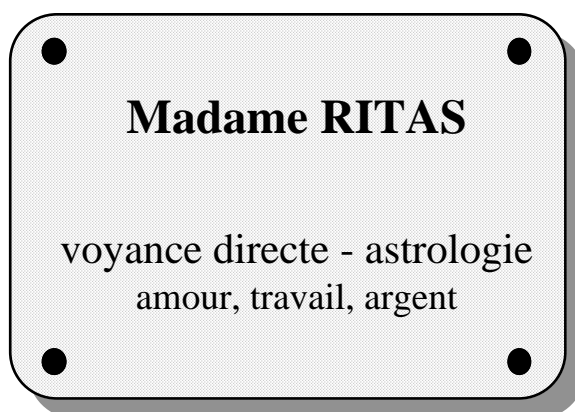 Madame RITAS
voyance directe - astrologie
amour, travail, argent